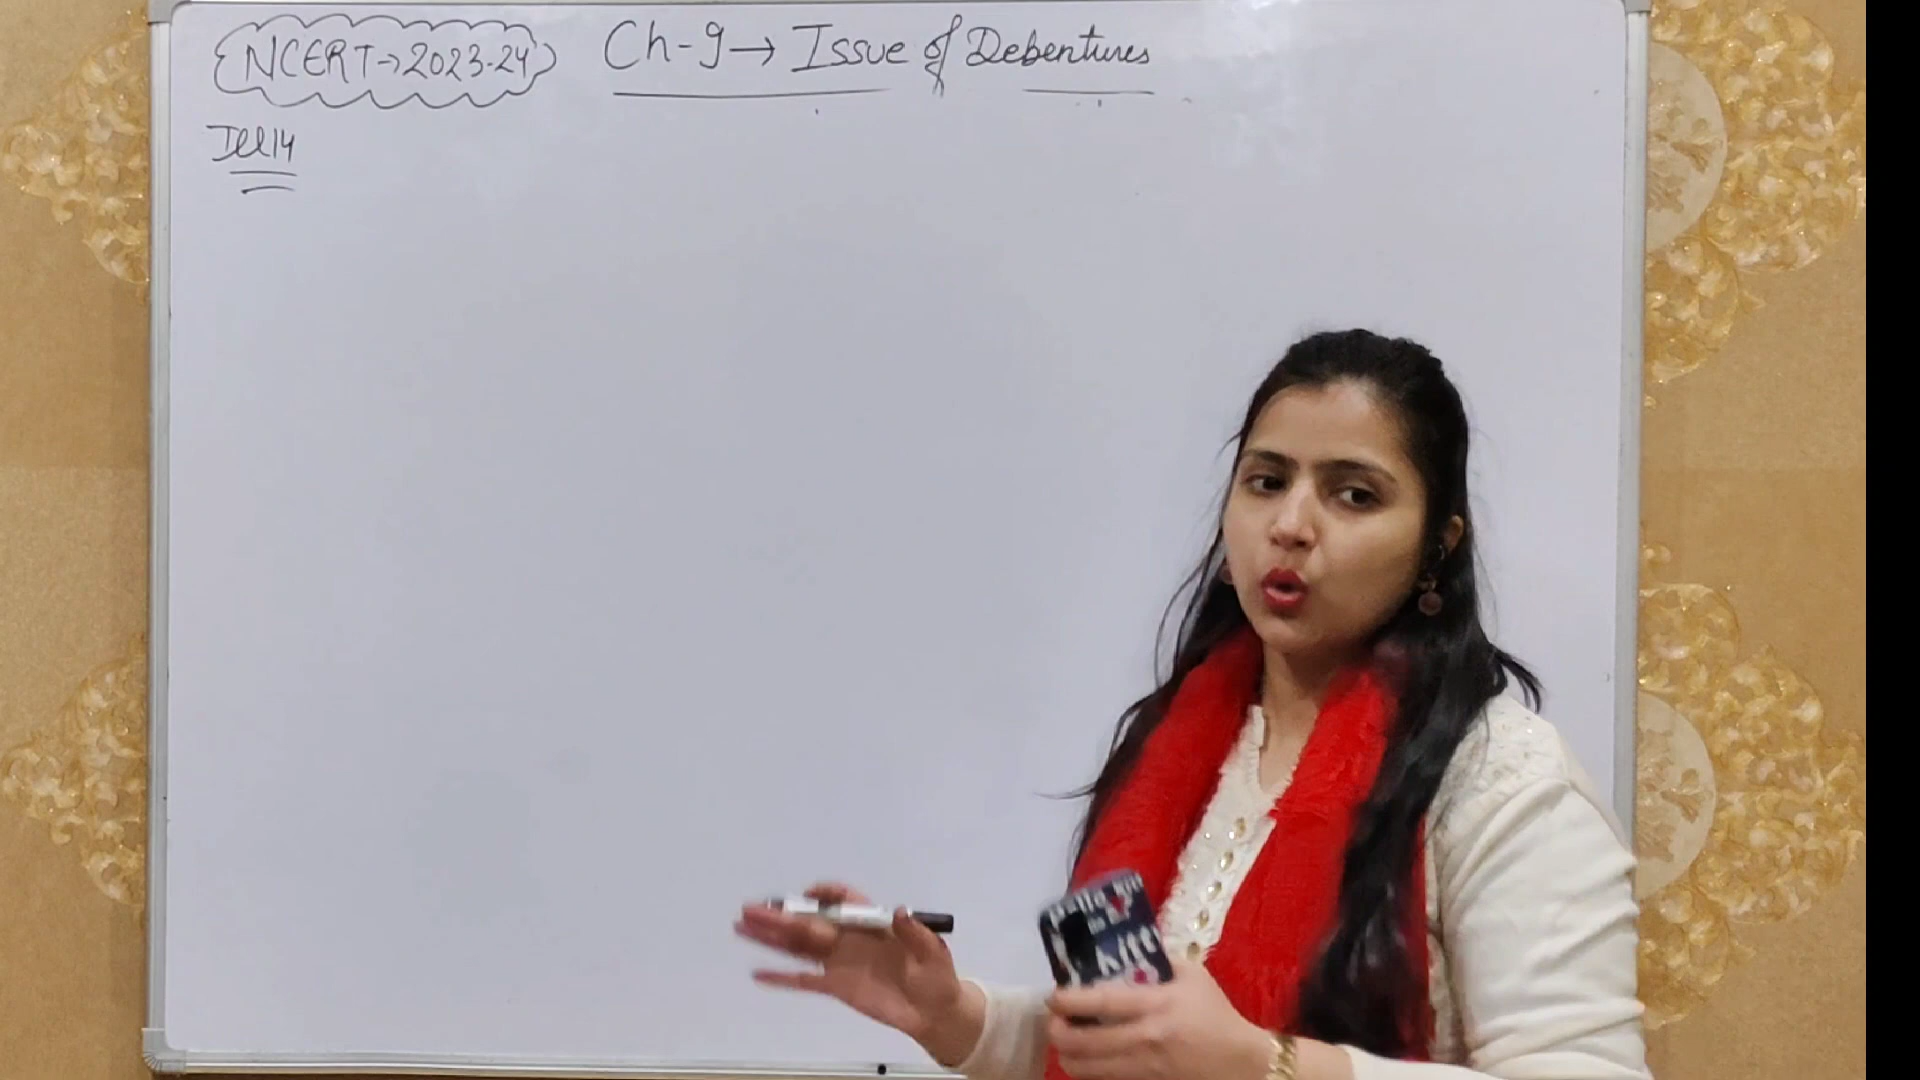 NCERT→2023-24 Ch-9→ Issue of Debentures
Ill 14